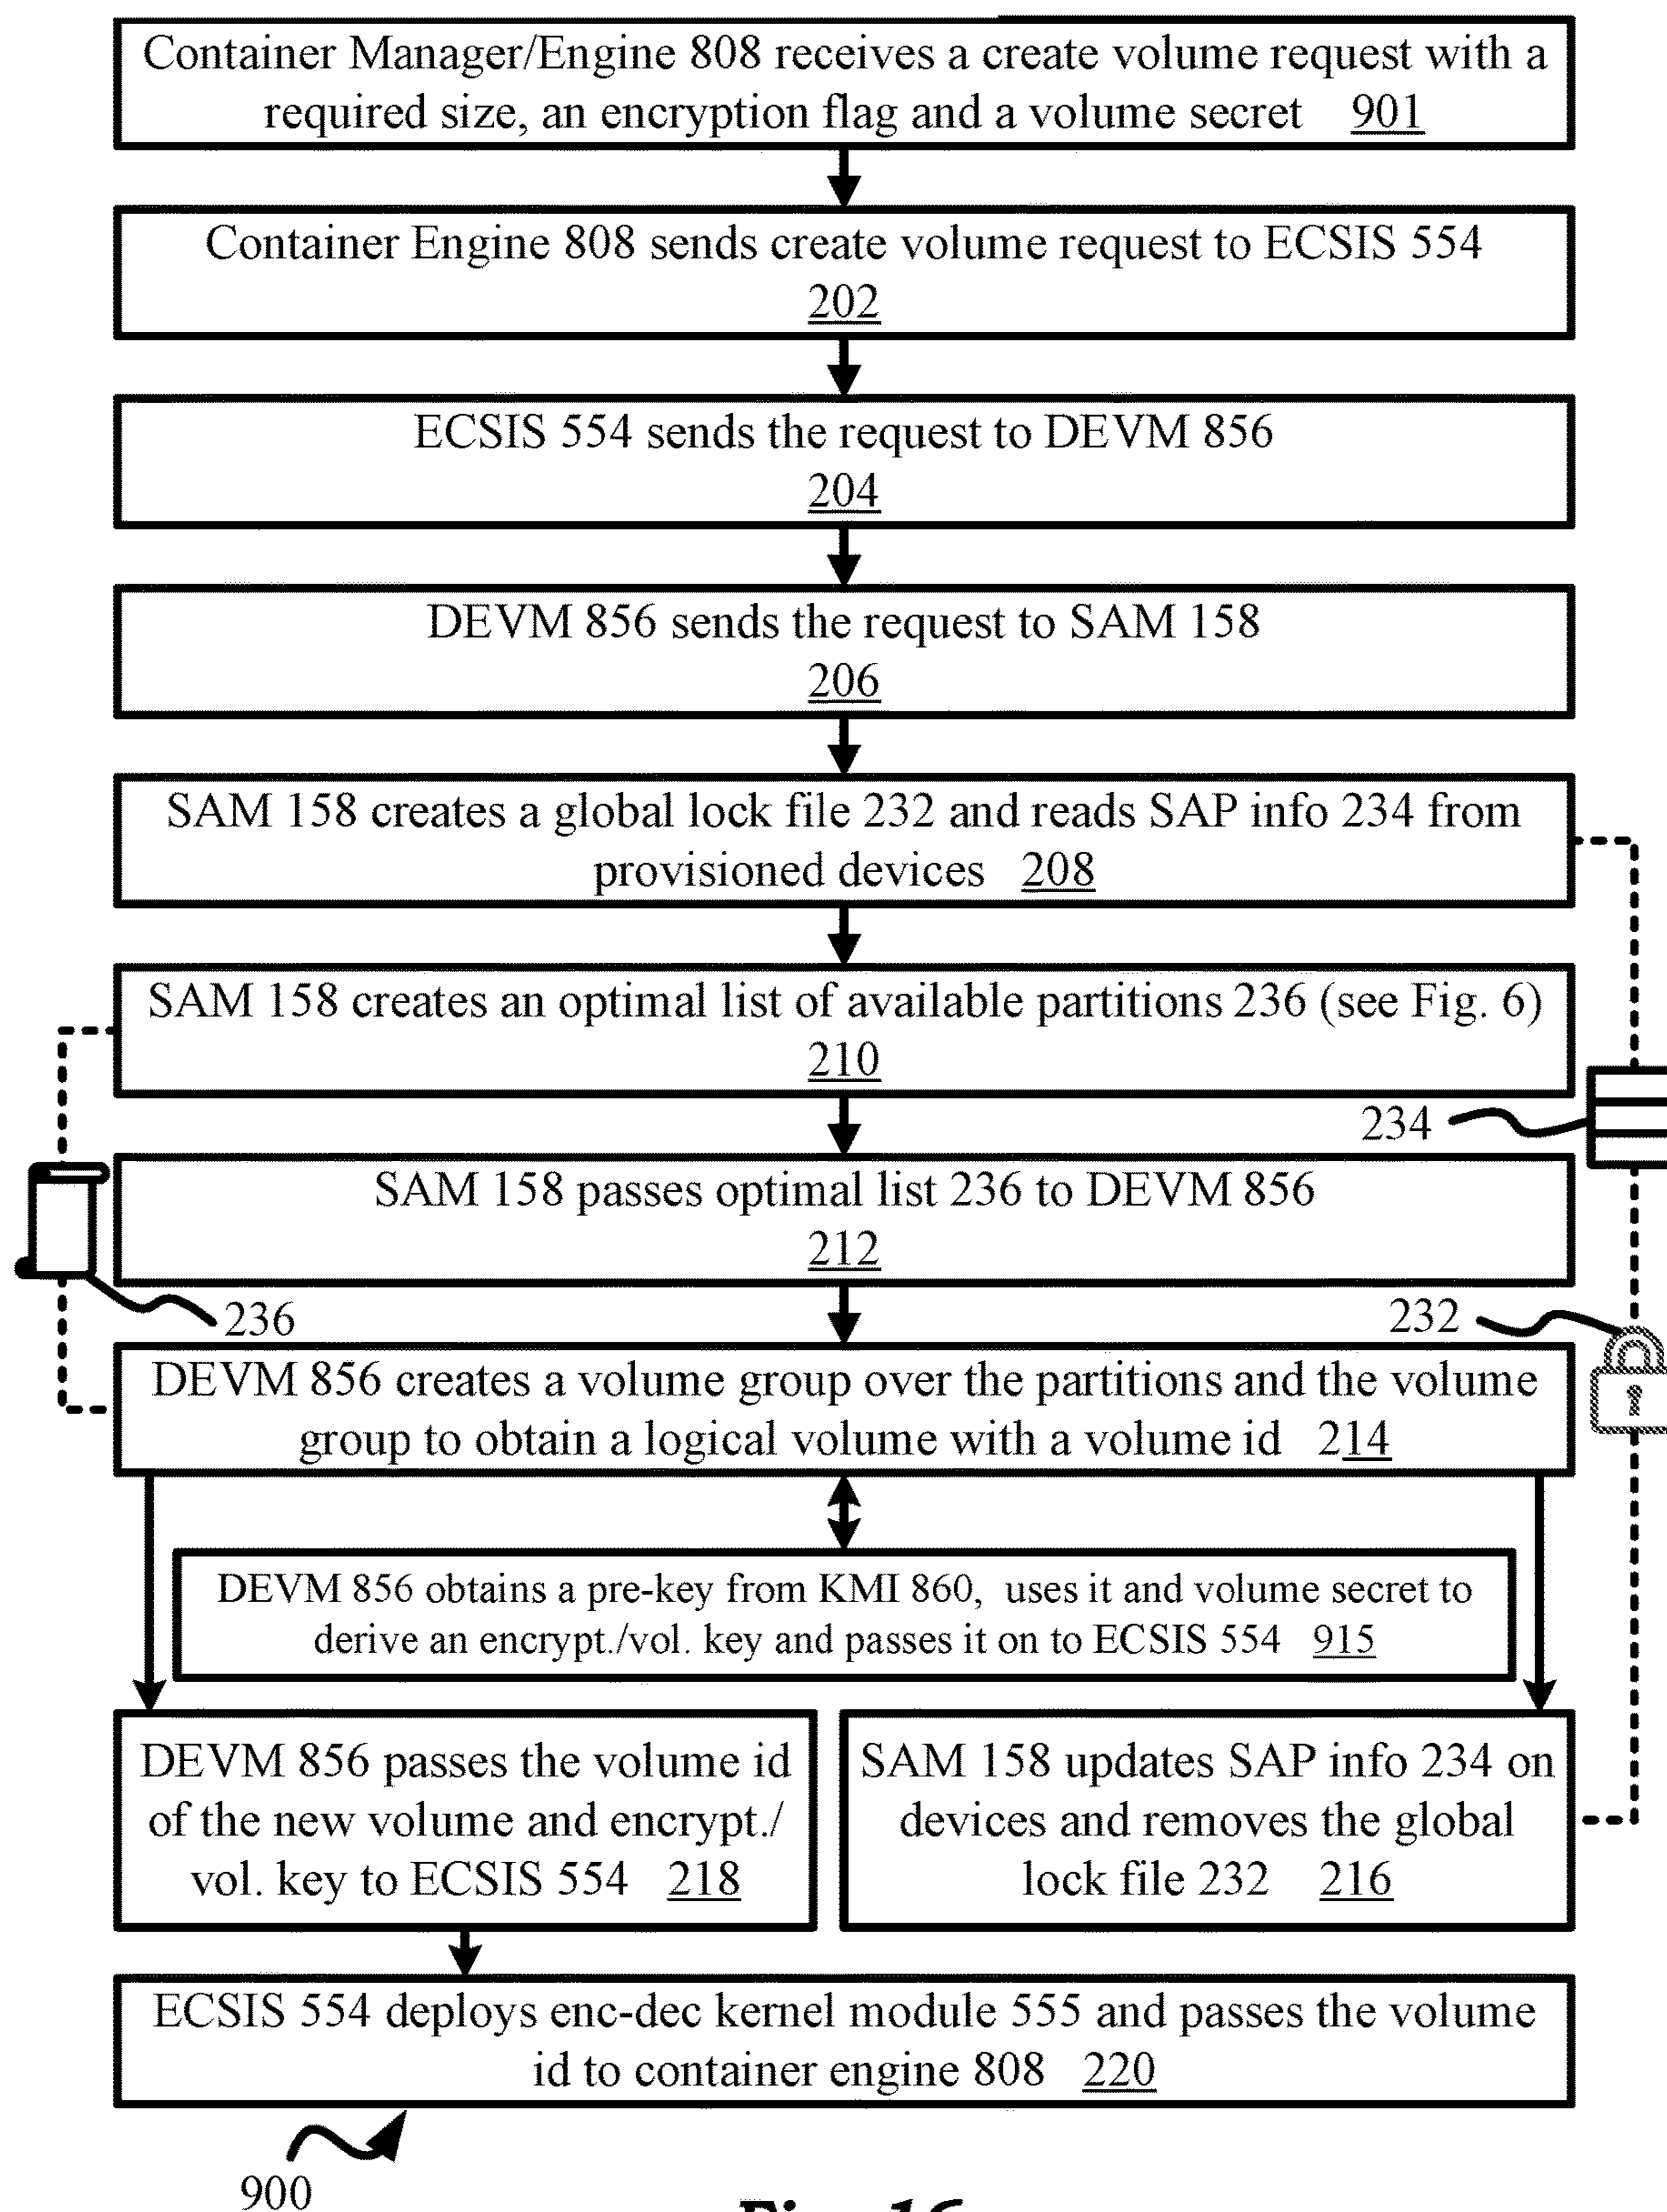 Container Manager/Engine 808 receives a create volume request with a
required size, an encryption flag and a volume secret 901
Container Engine 808 sends create volume request to ECSIS 554
202
ECSIS 554 sends the request to DEVM 856
204
DEVM 856 sends the request to SAM 158
206
SAM 158 creates a global lock file 232 and reads SAP info 234 from
provisioned devices 208
SAM 158 creates an optimal list of available partitions 236 (see Fig. 6)
210
234
SAM 158 passes optimal list 236 to DEVM 856
212
236
232
DEVM 856 creates a volume group over the partitions and the volume
group to obtain a logical volume with a volume id 214
DEVM 856 obtains a pre-key from KMI 860, uses it and volume secret to
derive an encrypt./vol. key and passes it on to ECSIS 554 915
DEVM 856 passes the volume id
of the new volume and encrypt./
vol. key to ECSIS 554 218
SAM 158 updates SAP info 234 on
devices and removes the global
lock file 232 216
ECSIS 554 deploys enc-dec kernel module 555 and passes the volume
id to container engine 808 220
900